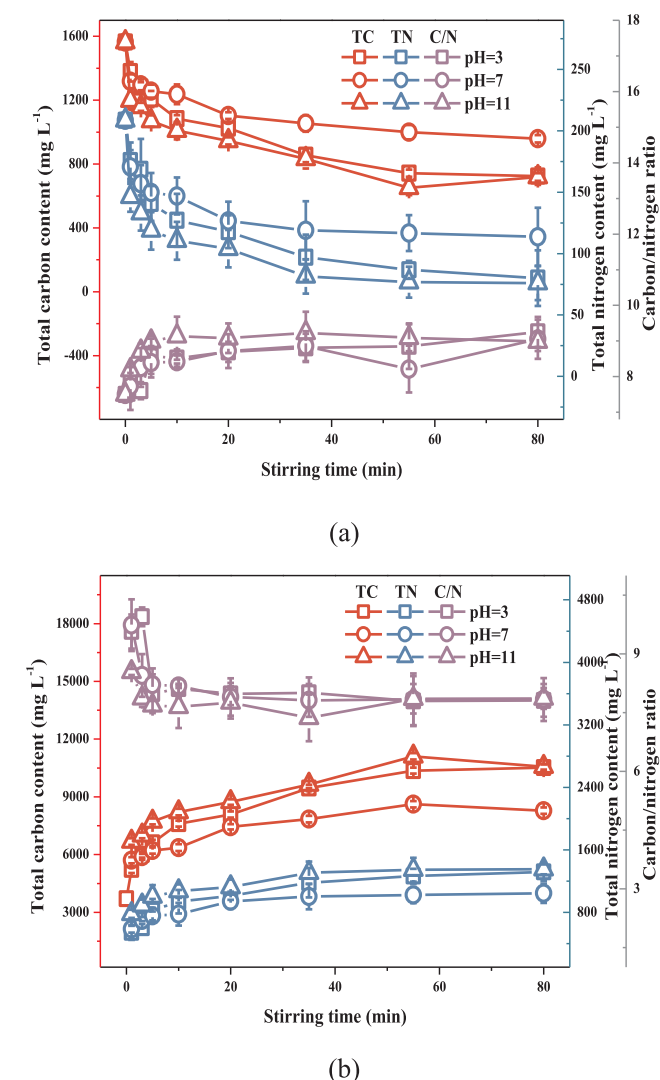 TC TN C/N
pH=3
pH=7
pH=11
Total carbon content (mg L-1)
1600
1200
800
400
0
-400
Total nitrogen content (mg L-1)
250
200
150
100
50
0
Carbon/nitrogen ratio
18
16
14
12
10
8
0 20 40 60 80
Stirring time (min)
(a)
TC TN C/N
pH=3
pH=7
pH=11
Total carbon content (mg L-1)
18000
15000
12000
9000
6000
3000
Total nitrogen content (mg L-1)
4800
4000
3200
2400
1600
800
Carbon/nitrogen ratio
9
6
3
0 20 40 60 80
Stirring time (min)
(b)